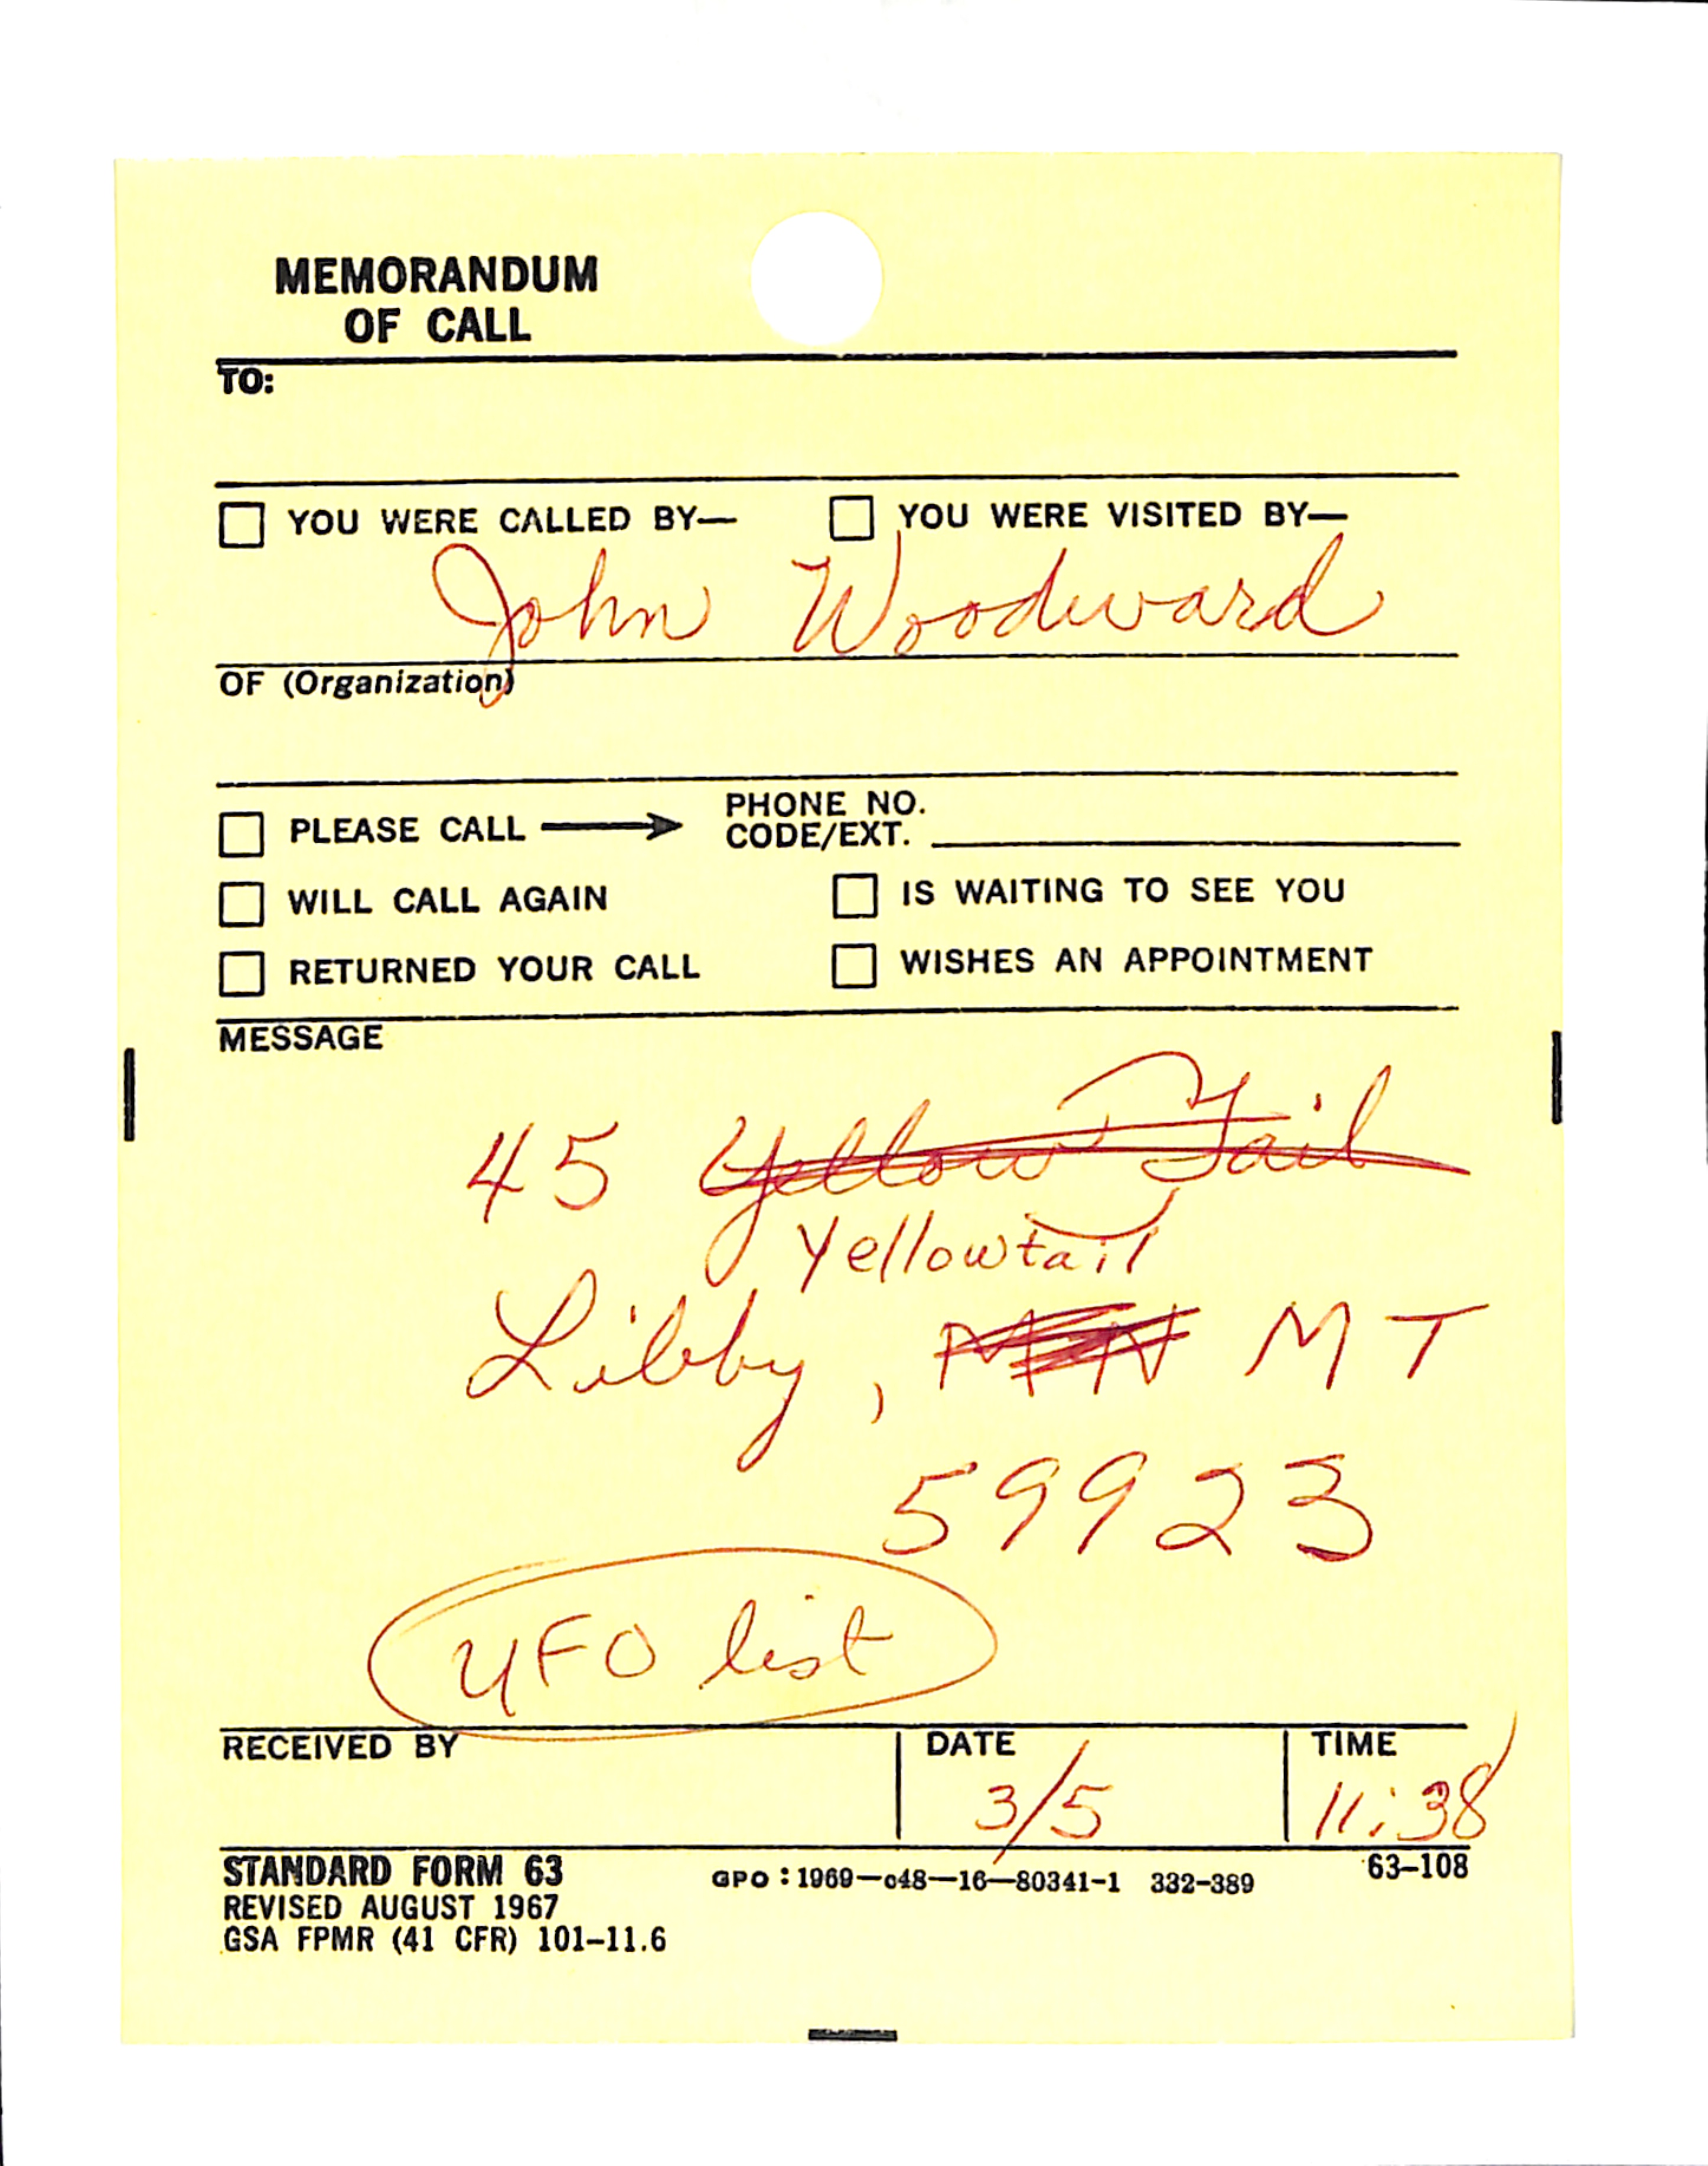 MEMORANDUM
OF CALL
TO:
YOU WERE CALLED BY— YOU WERE VISITED BY—
John Woodward
OF (Organization)
PLEASE CALL → PHONE NO.
CODE/EXT.
WILL CALL AGAIN IS WAITING TO SEE YOU
RETURNED YOUR CALL WISHES AN APPOINTMENT
MESSAGE
45 Yellow Tail
Yellowtail
Libby, MN MT
59923
UFO list
RECEIVED BY DATE TIME
3/5 11:38
STANDARD FORM 63 GPO : 1969—c48—16—80341-1 332-389 63-108
REVISED AUGUST 1967
GSA FPMR (41 CFR) 101-11.6